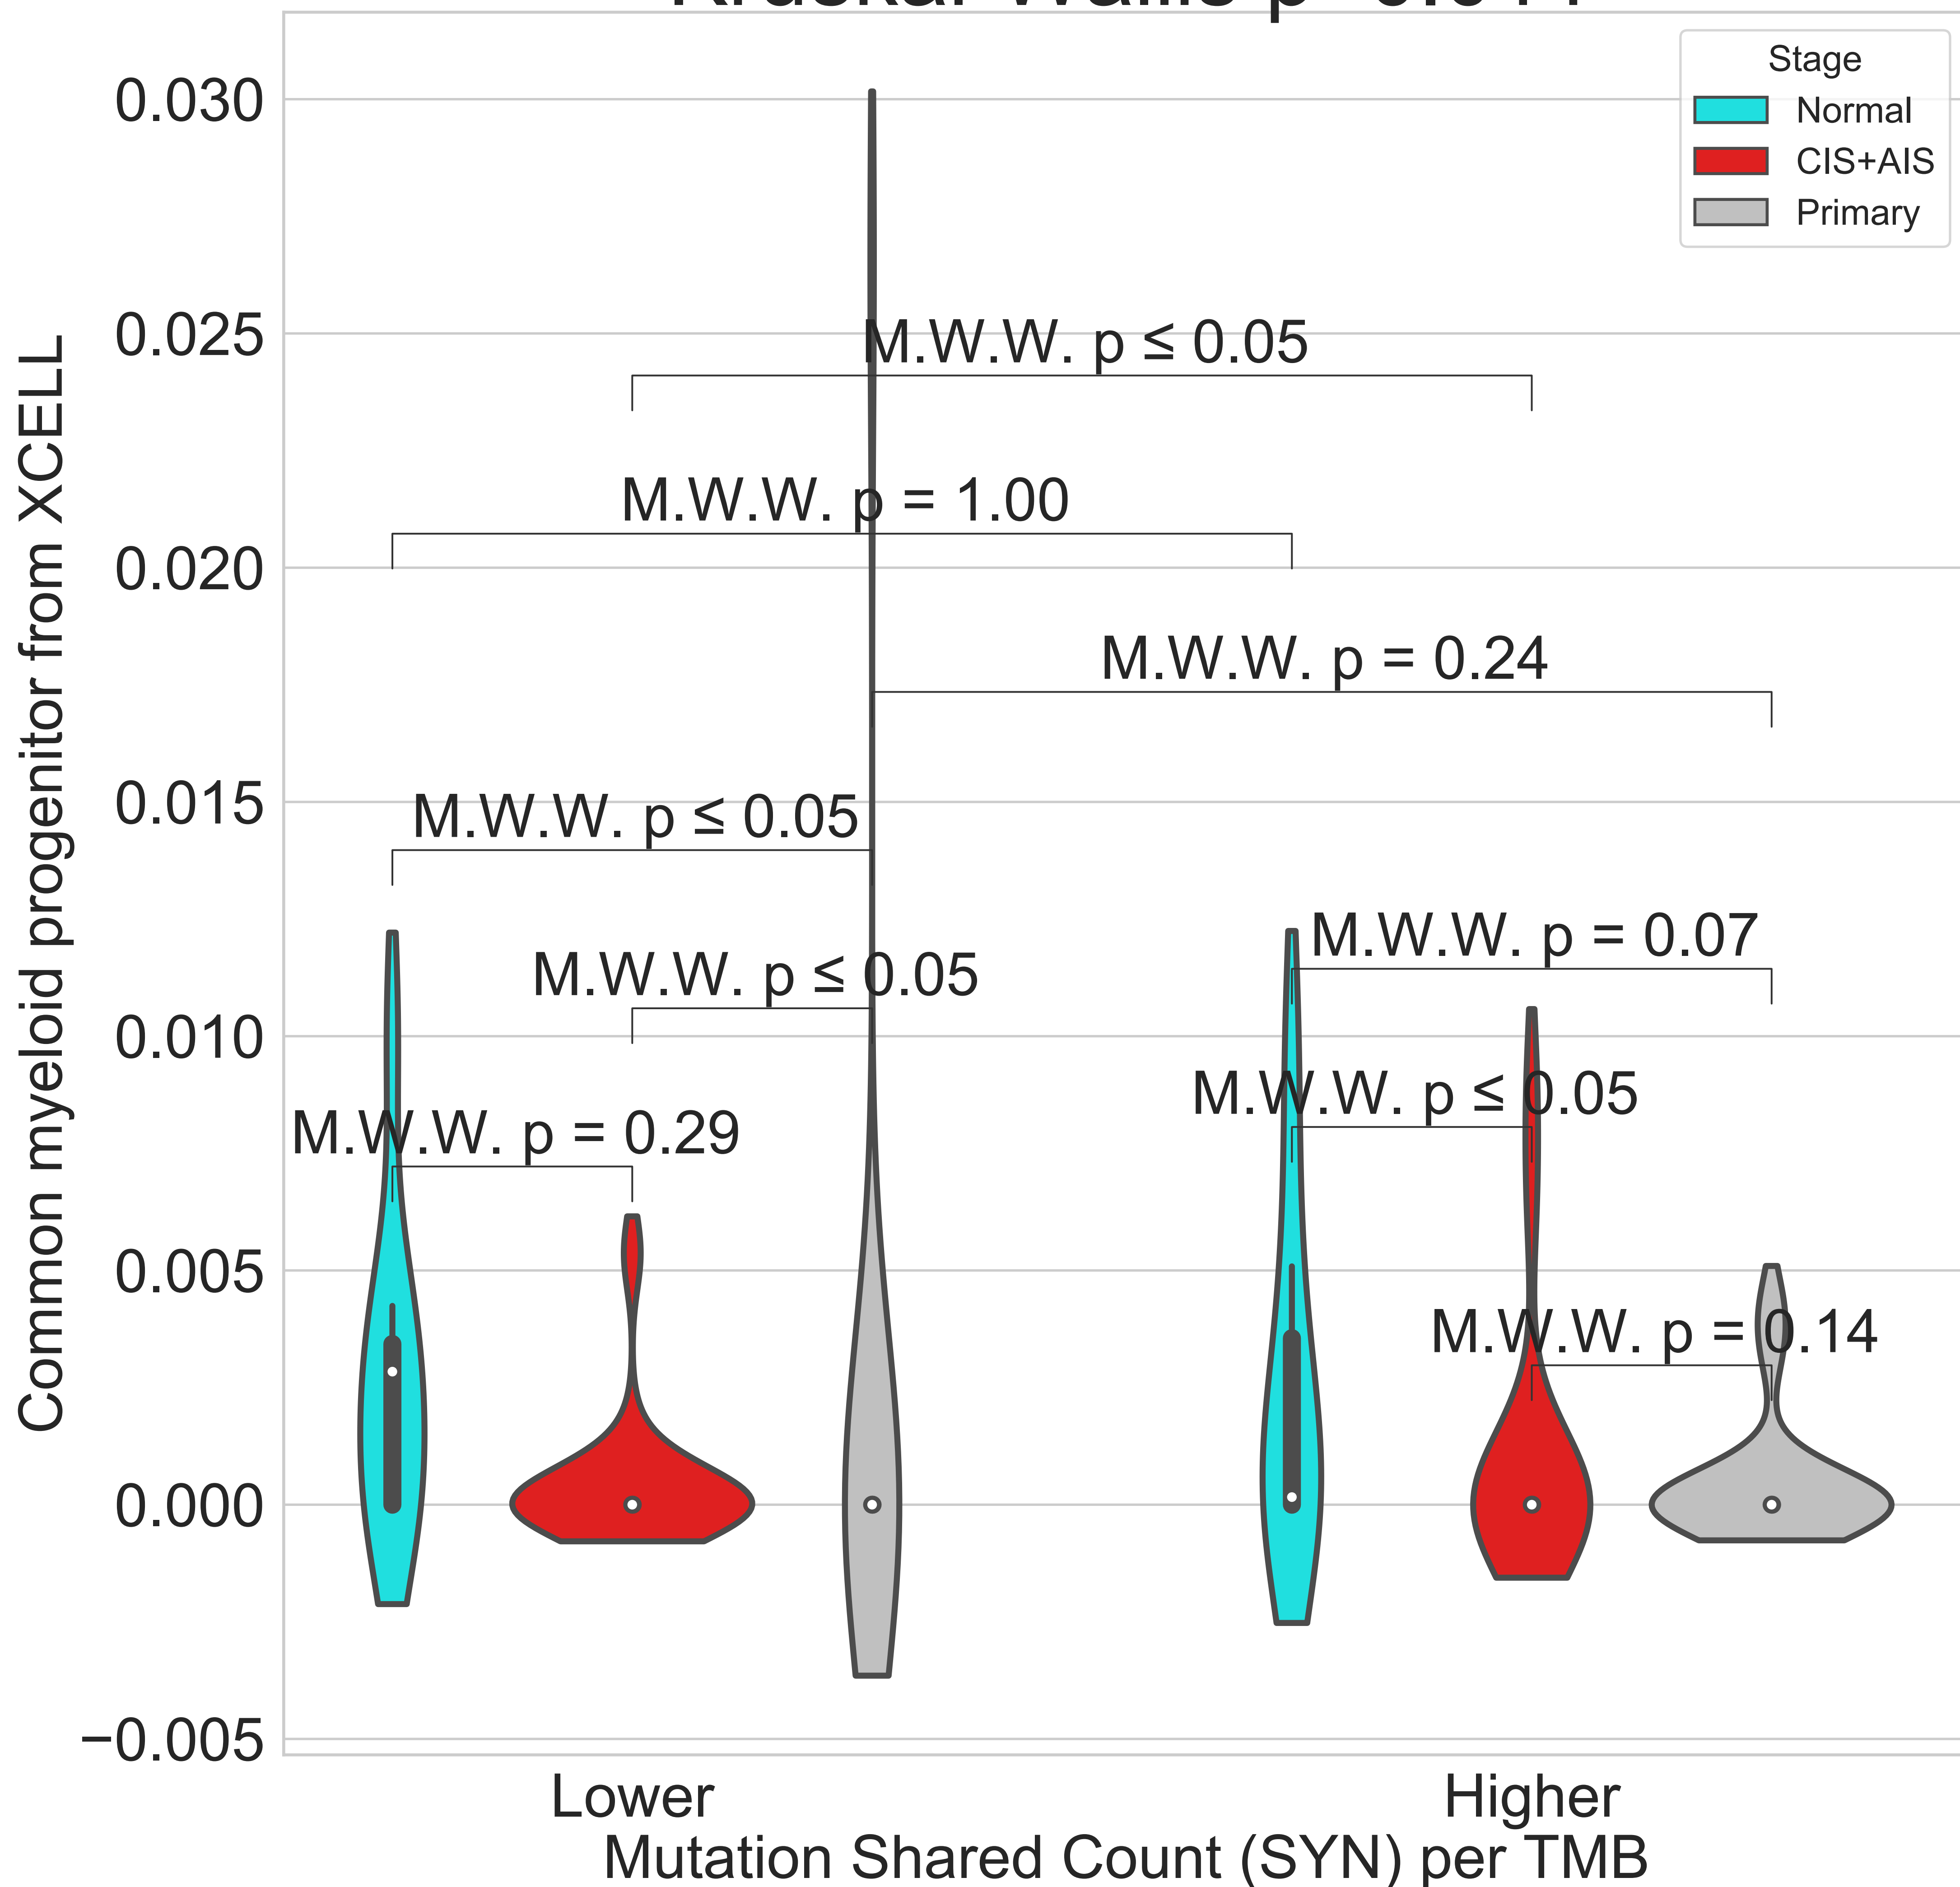 Stage
Normal
CIS+AIS
Primary
0.030
0.025
0.020
0.015
0.010
0.005
0.000
−0.005
Common myeloid progenitor from XCELL
M.W.W. p ≤ 0.05
M.W.W. p = 1.00
M.W.W. p = 0.24
M.W.W. p ≤ 0.05
M.W.W. p = 0.07
M.W.W. p ≤ 0.05
M.W.W. p ≤ 0.05
M.W.W. p = 0.29
M.W.W. p = 0.14
Lower
Higher
Mutation Shared Count (SYN) per TMB